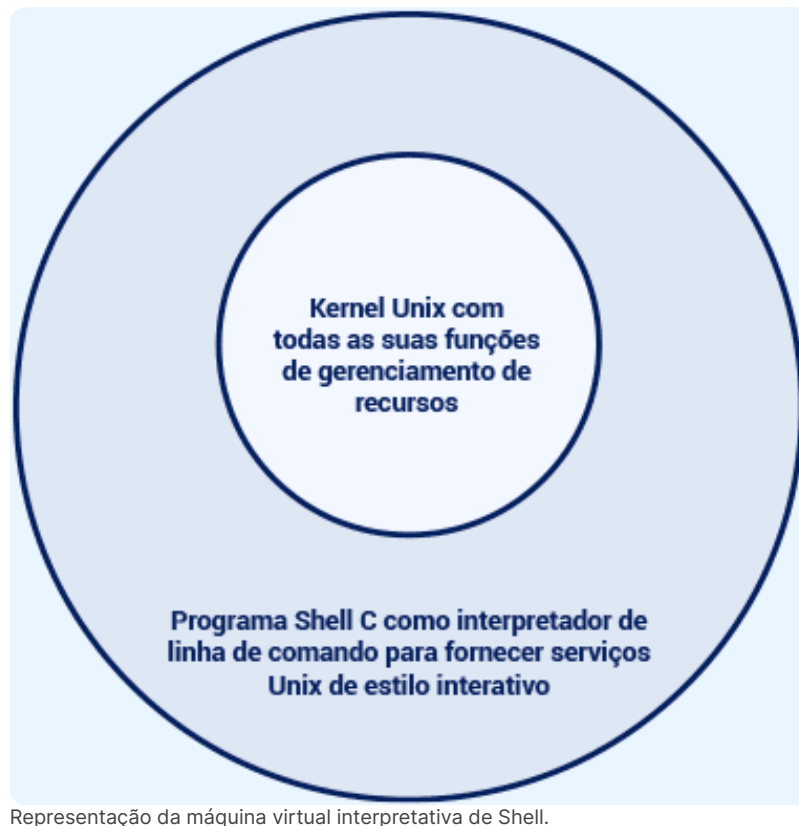 Kernel Unix com
todas as suas funções
de gerenciamento de
recursos
Programa Shell C como interpretador de
linha de comando para fornecer serviços
Unix de estilo interativo
Representação da máquina virtual interpretativa de Shell.